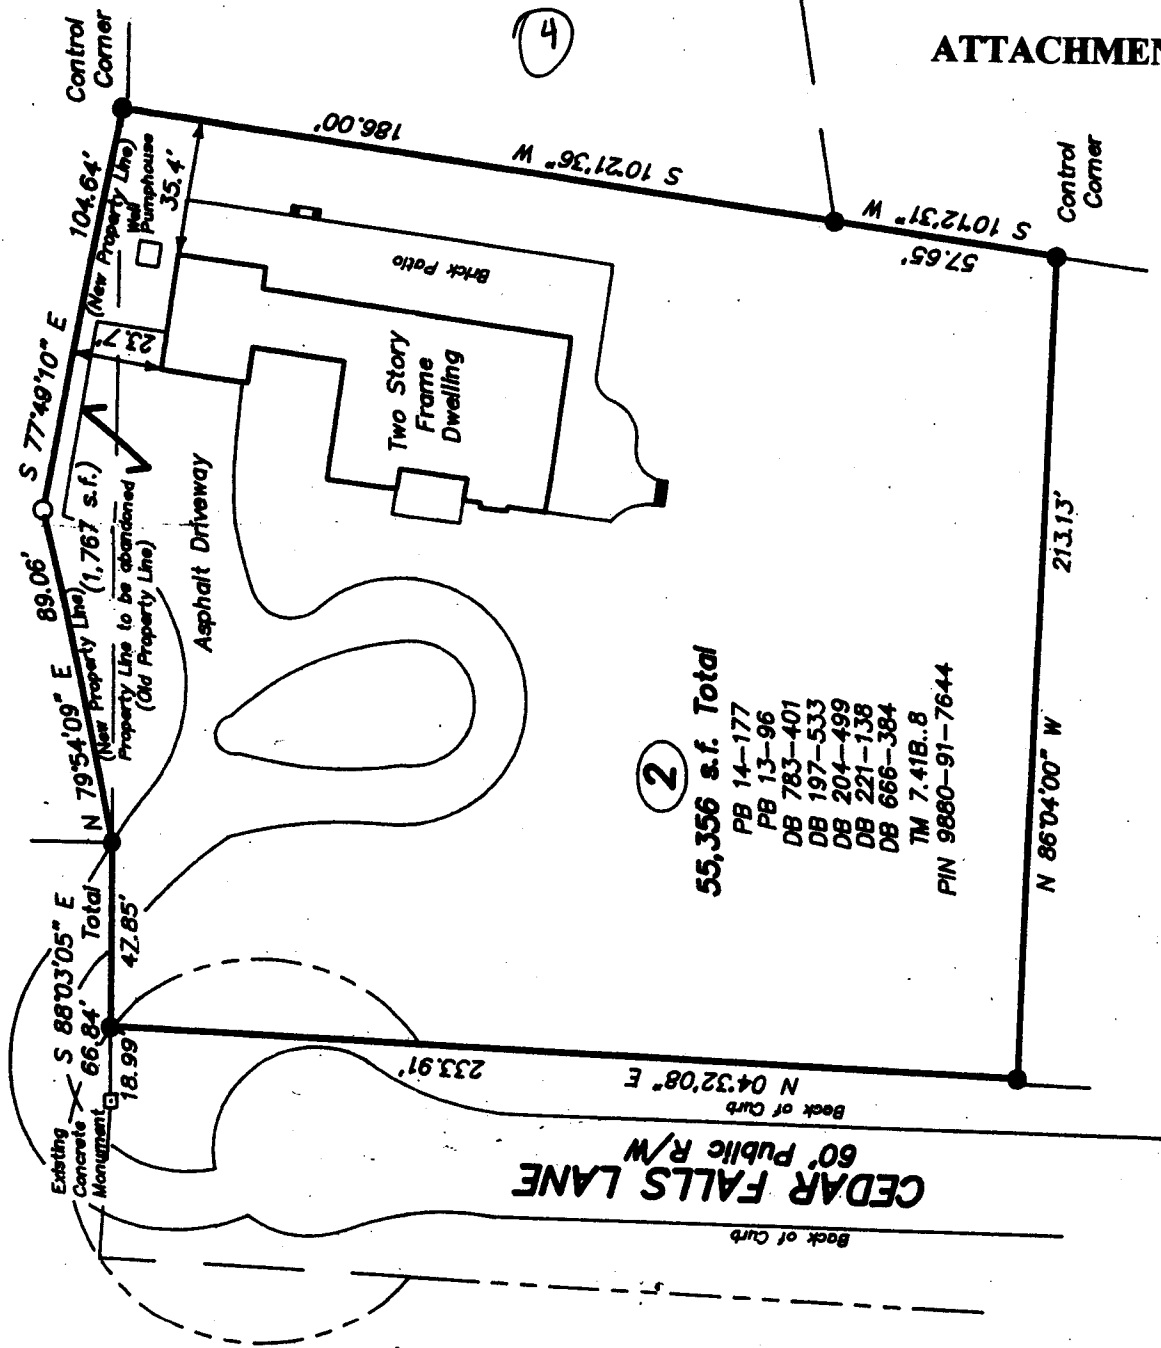 4
ATTACHMEN
Control
Corner
104.64'
(New Property Line)
Well
Pumphouse
35.4'
S 77°49'10" E
23.7'
186.00'
S 10°21'36" W
S 10°12'31" W
57.65'
Control
Corner
Brick Patio
Two Story
Frame
Dwelling
89.06'
N 79°54'09" E
(New Property Line)
(1,767 s.f.)
Property Line to be abandoned
(Old Property Line)
Asphalt Driveway
S 88°03'05" E
66.84' Total
42.85'
18.99'
Existing
Concrete
Monument
2
55,356 s.f. Total
PB 14-177
PB 13-96
DB 783-401
DB 197-533
DB 204-499
DB 221-138
DB 666-384
TM 7.41B..8
PIN 9880-91-7644
213.13'
N 86°04'00" W
233.91'
N 04°32'08" E
Back of Curb
60' Public R/W
CEDAR FALLS LANE
Back of Curb